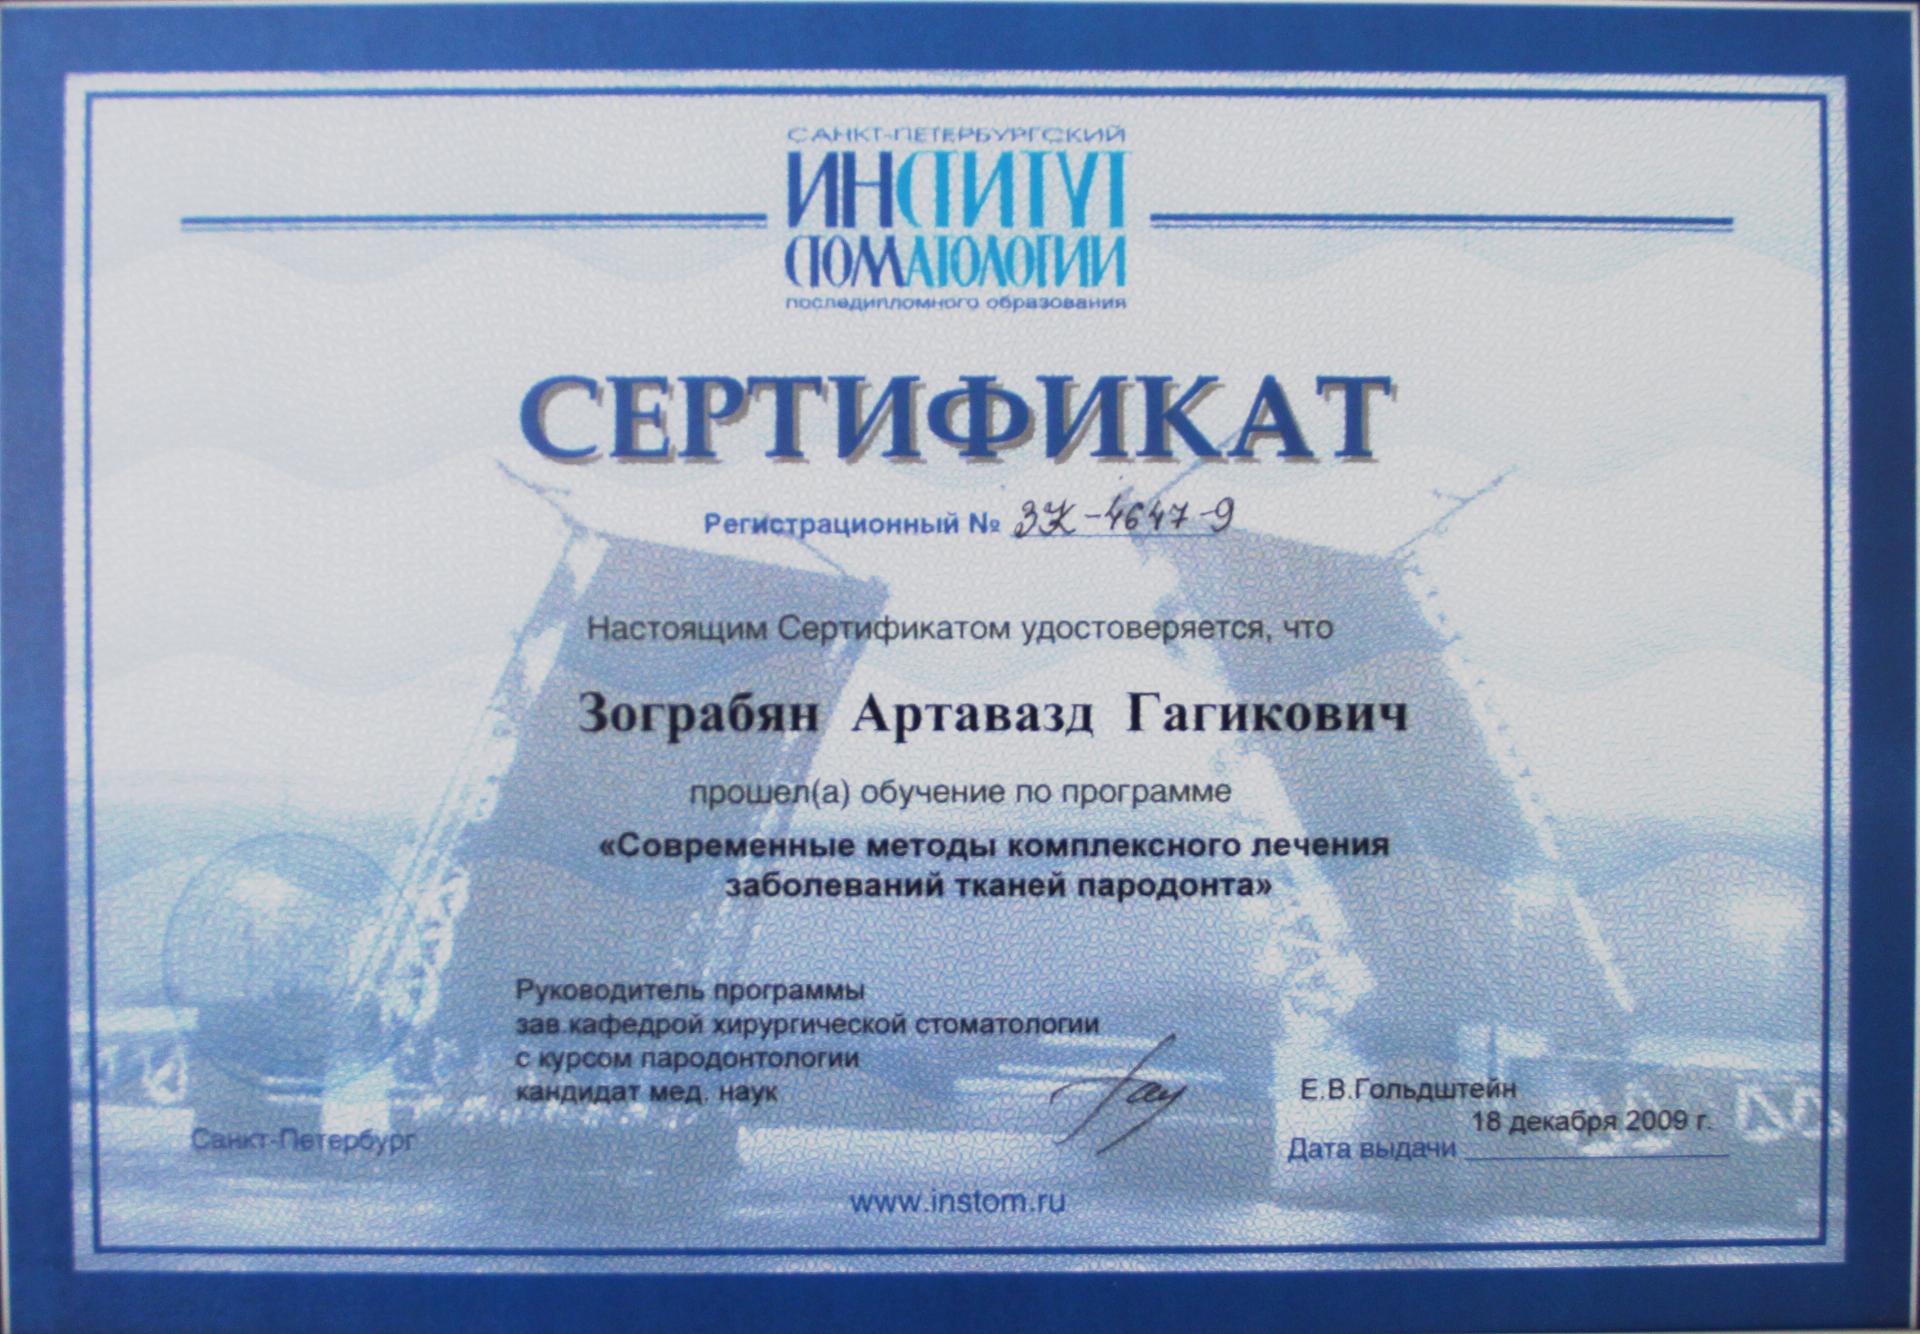 САНКТ-ПЕТЕРБУРГСКИЙ
ИНСТИТУТ
СТОМАТОЛОГИИ
последипломного образования
СЕРТИФИКАТ
Регистрационный № ЗК-4647-9
Настоящим Сертификатом удостоверяется, что
Зограбян Артавазд Гагикович
прошел(а) обучение по программе
«Современные методы комплексного лечения
заболеваний тканей пародонта»
Руководитель программы
зав.кафедрой хирургической стоматологии
с курсом пародонтологии
кандидат мед. наук
Е.В.Гольдштейн
18 декабря 2009 г.
Санкт-Петербург
Дата выдачи
www.instom.ru